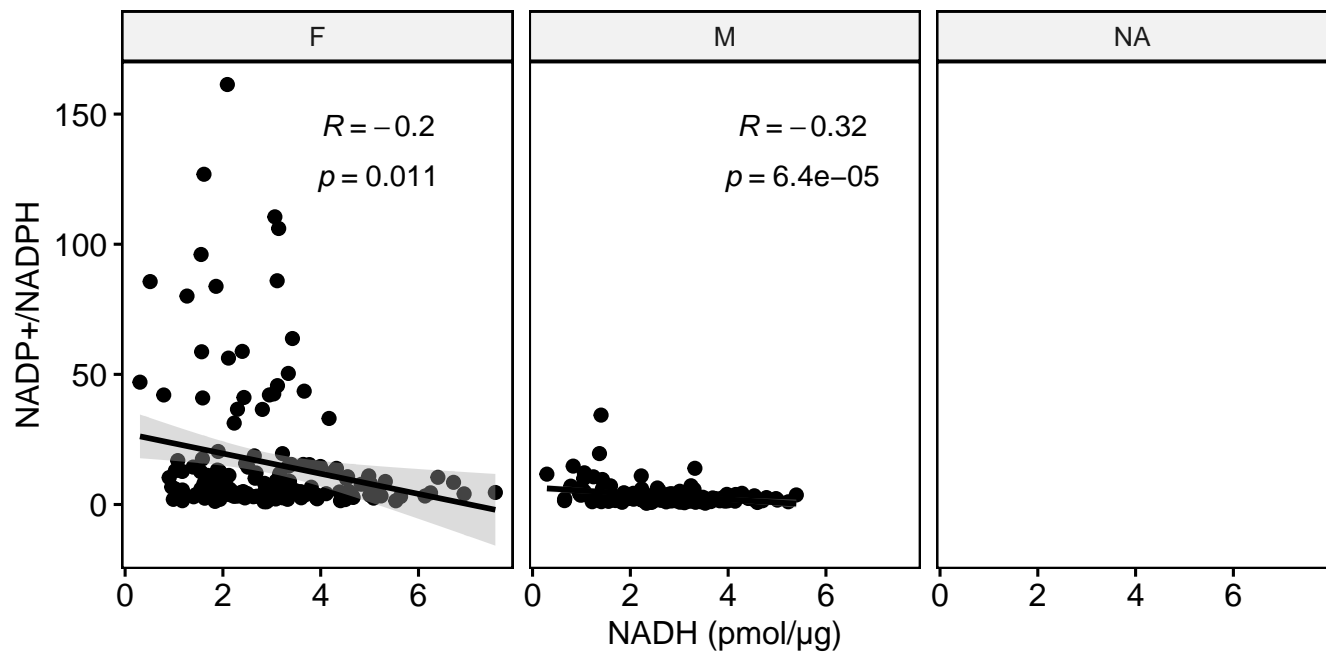 F M NA
NADP+/NADPH
150
100
50
0
R = −0.2
p = 0.011
R = −0.32
p = 6.4e−05
0 2 4 6 0 2 4 6 0 2 4 6
NADH (pmol/µg)